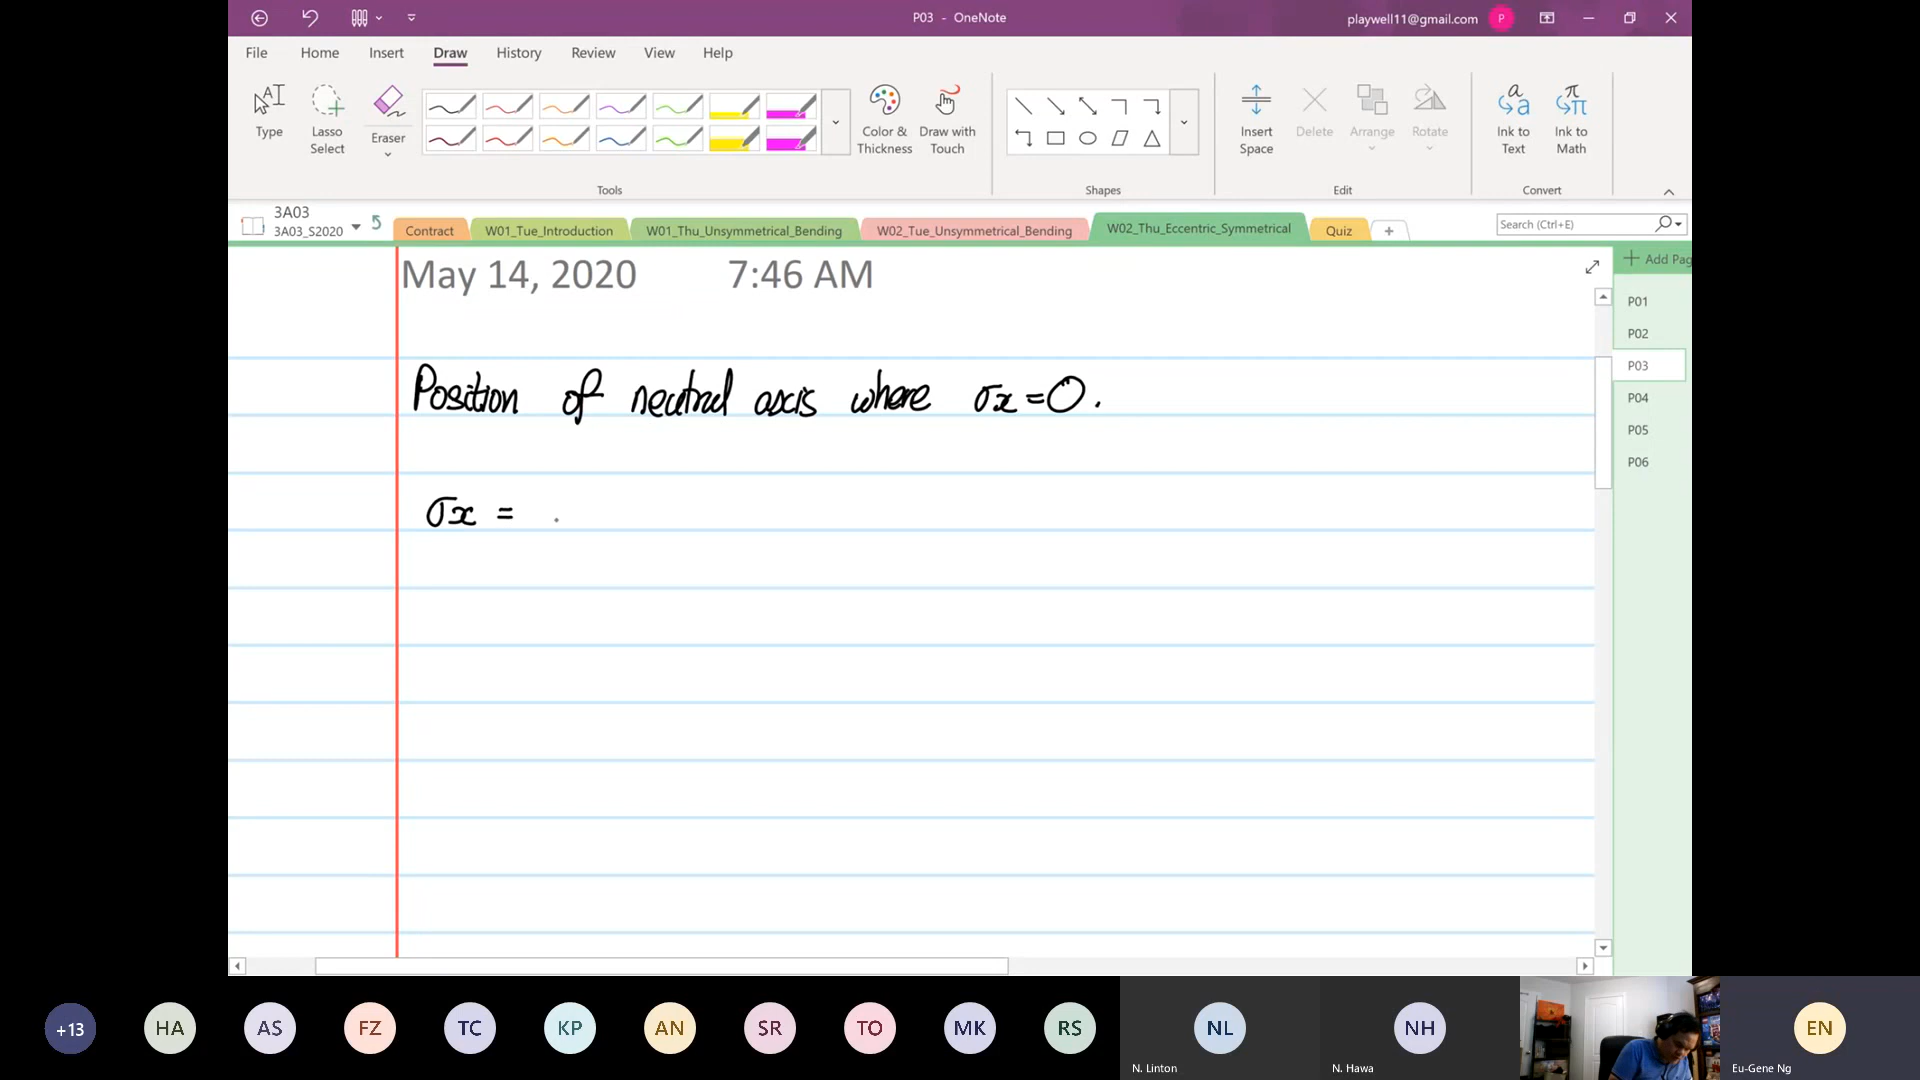 P03 - OneNote
playwell11@gmail.com
P
File Home Insert Draw History Review View Help
Type
Lasso Select
Eraser
Color & Thickness
Draw with Touch
Insert Space
Delete
Arrange
Rotate
Ink to Text
Ink to Math
Tools
Shapes
Edit
Convert
3A03
3A03_S2020
Contract
W01_Tue_Introduction
W01_Thu_Unsymmetrical_Bending
W02_Tue_Unsymmetrical_Bending
W02_Thu_Eccentric_Symmetrical
Quiz
+
Search (Ctrl+E)
Add Pag
May 14, 2020 7:46 AM
P01
P02
P03
P04
P05
P06
Position of neutral axis where σx=0.
σx =
+13
HA
AS
FZ
TC
KP
AN
SR
TO
MK
RS
NL
N. Linton
NH
N. Hawa
EN
Eu-Gene Ng